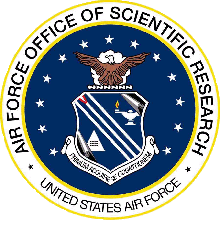 AIR FORCE OFFICE OF SCIENTIFIC RESEARCH
UNITED STATES AIR FORCE